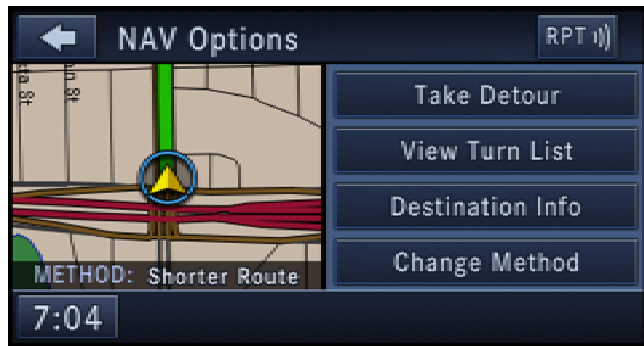 NAV Options
RPT
Take Detour
View Turn List
Destination Info
Change Method
METHOD: Shorter Route
7:04